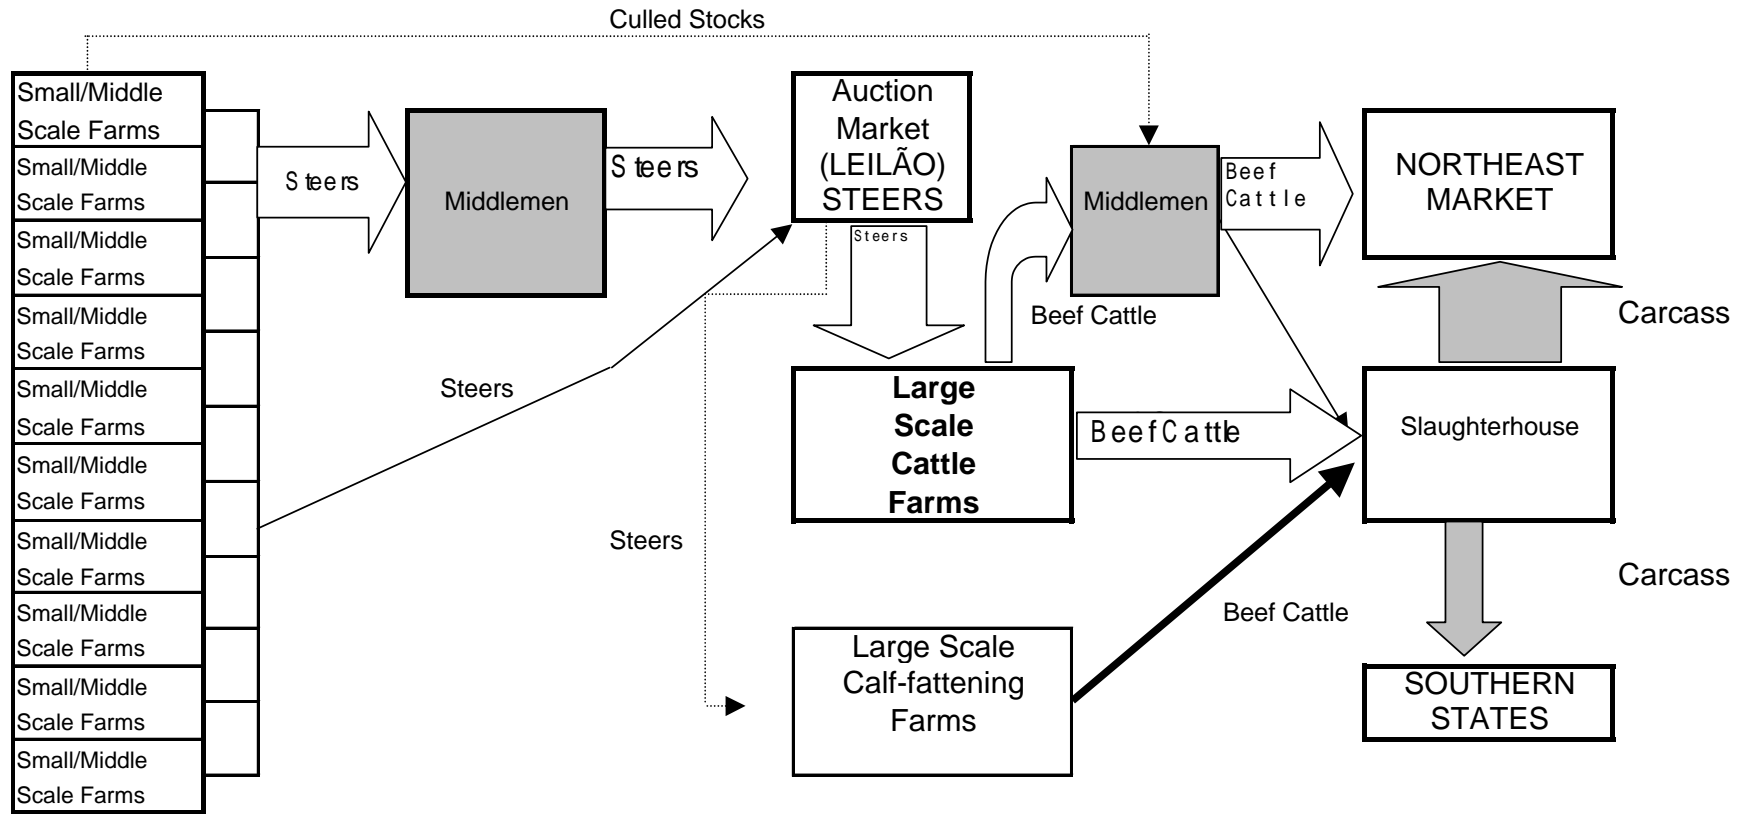 Culled Stocks
Small/Middle
Scale Farms
Small/Middle
Scale Farms
Small/Middle
Scale Farms
Small/Middle
Scale Farms
Small/Middle
Scale Farms
Small/Middle
Scale Farms
Small/Middle
Scale Farms
Small/Middle
Scale Farms
Small/Middle
Scale Farms
Small/Middle
Scale Farms
Steers
Middlemen
Steers
Steers
Auction
Market
(LEILÃO)
STEERS
Steers
Steers
Large
Scale
Cattle
Farms
Large Scale
Calf-fattening
Farms
Middlemen
Beef Cattle
Beef
Cattle
Beef Cattle
Beef Cattle
NORTHEAST
MARKET
Carcass
Slaughterhouse
Carcass
SOUTHERN
STATES